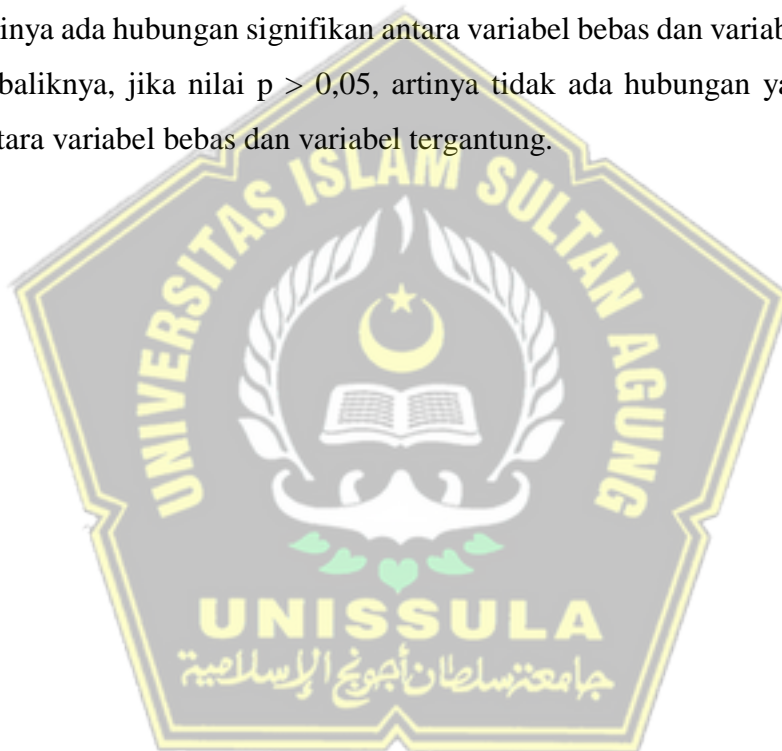 inya ada hubungan signifikan antara variabel bebas dan variab
baliknya, jika nilai p > 0,05, artinya tidak ada hubungan ya
tara variabel bebas dan variabel tergantung.
UNIVERSITAS ISLAM SULTAN AGUNG
UNISSULA
جامعة سلطان أجونج الإسلامية